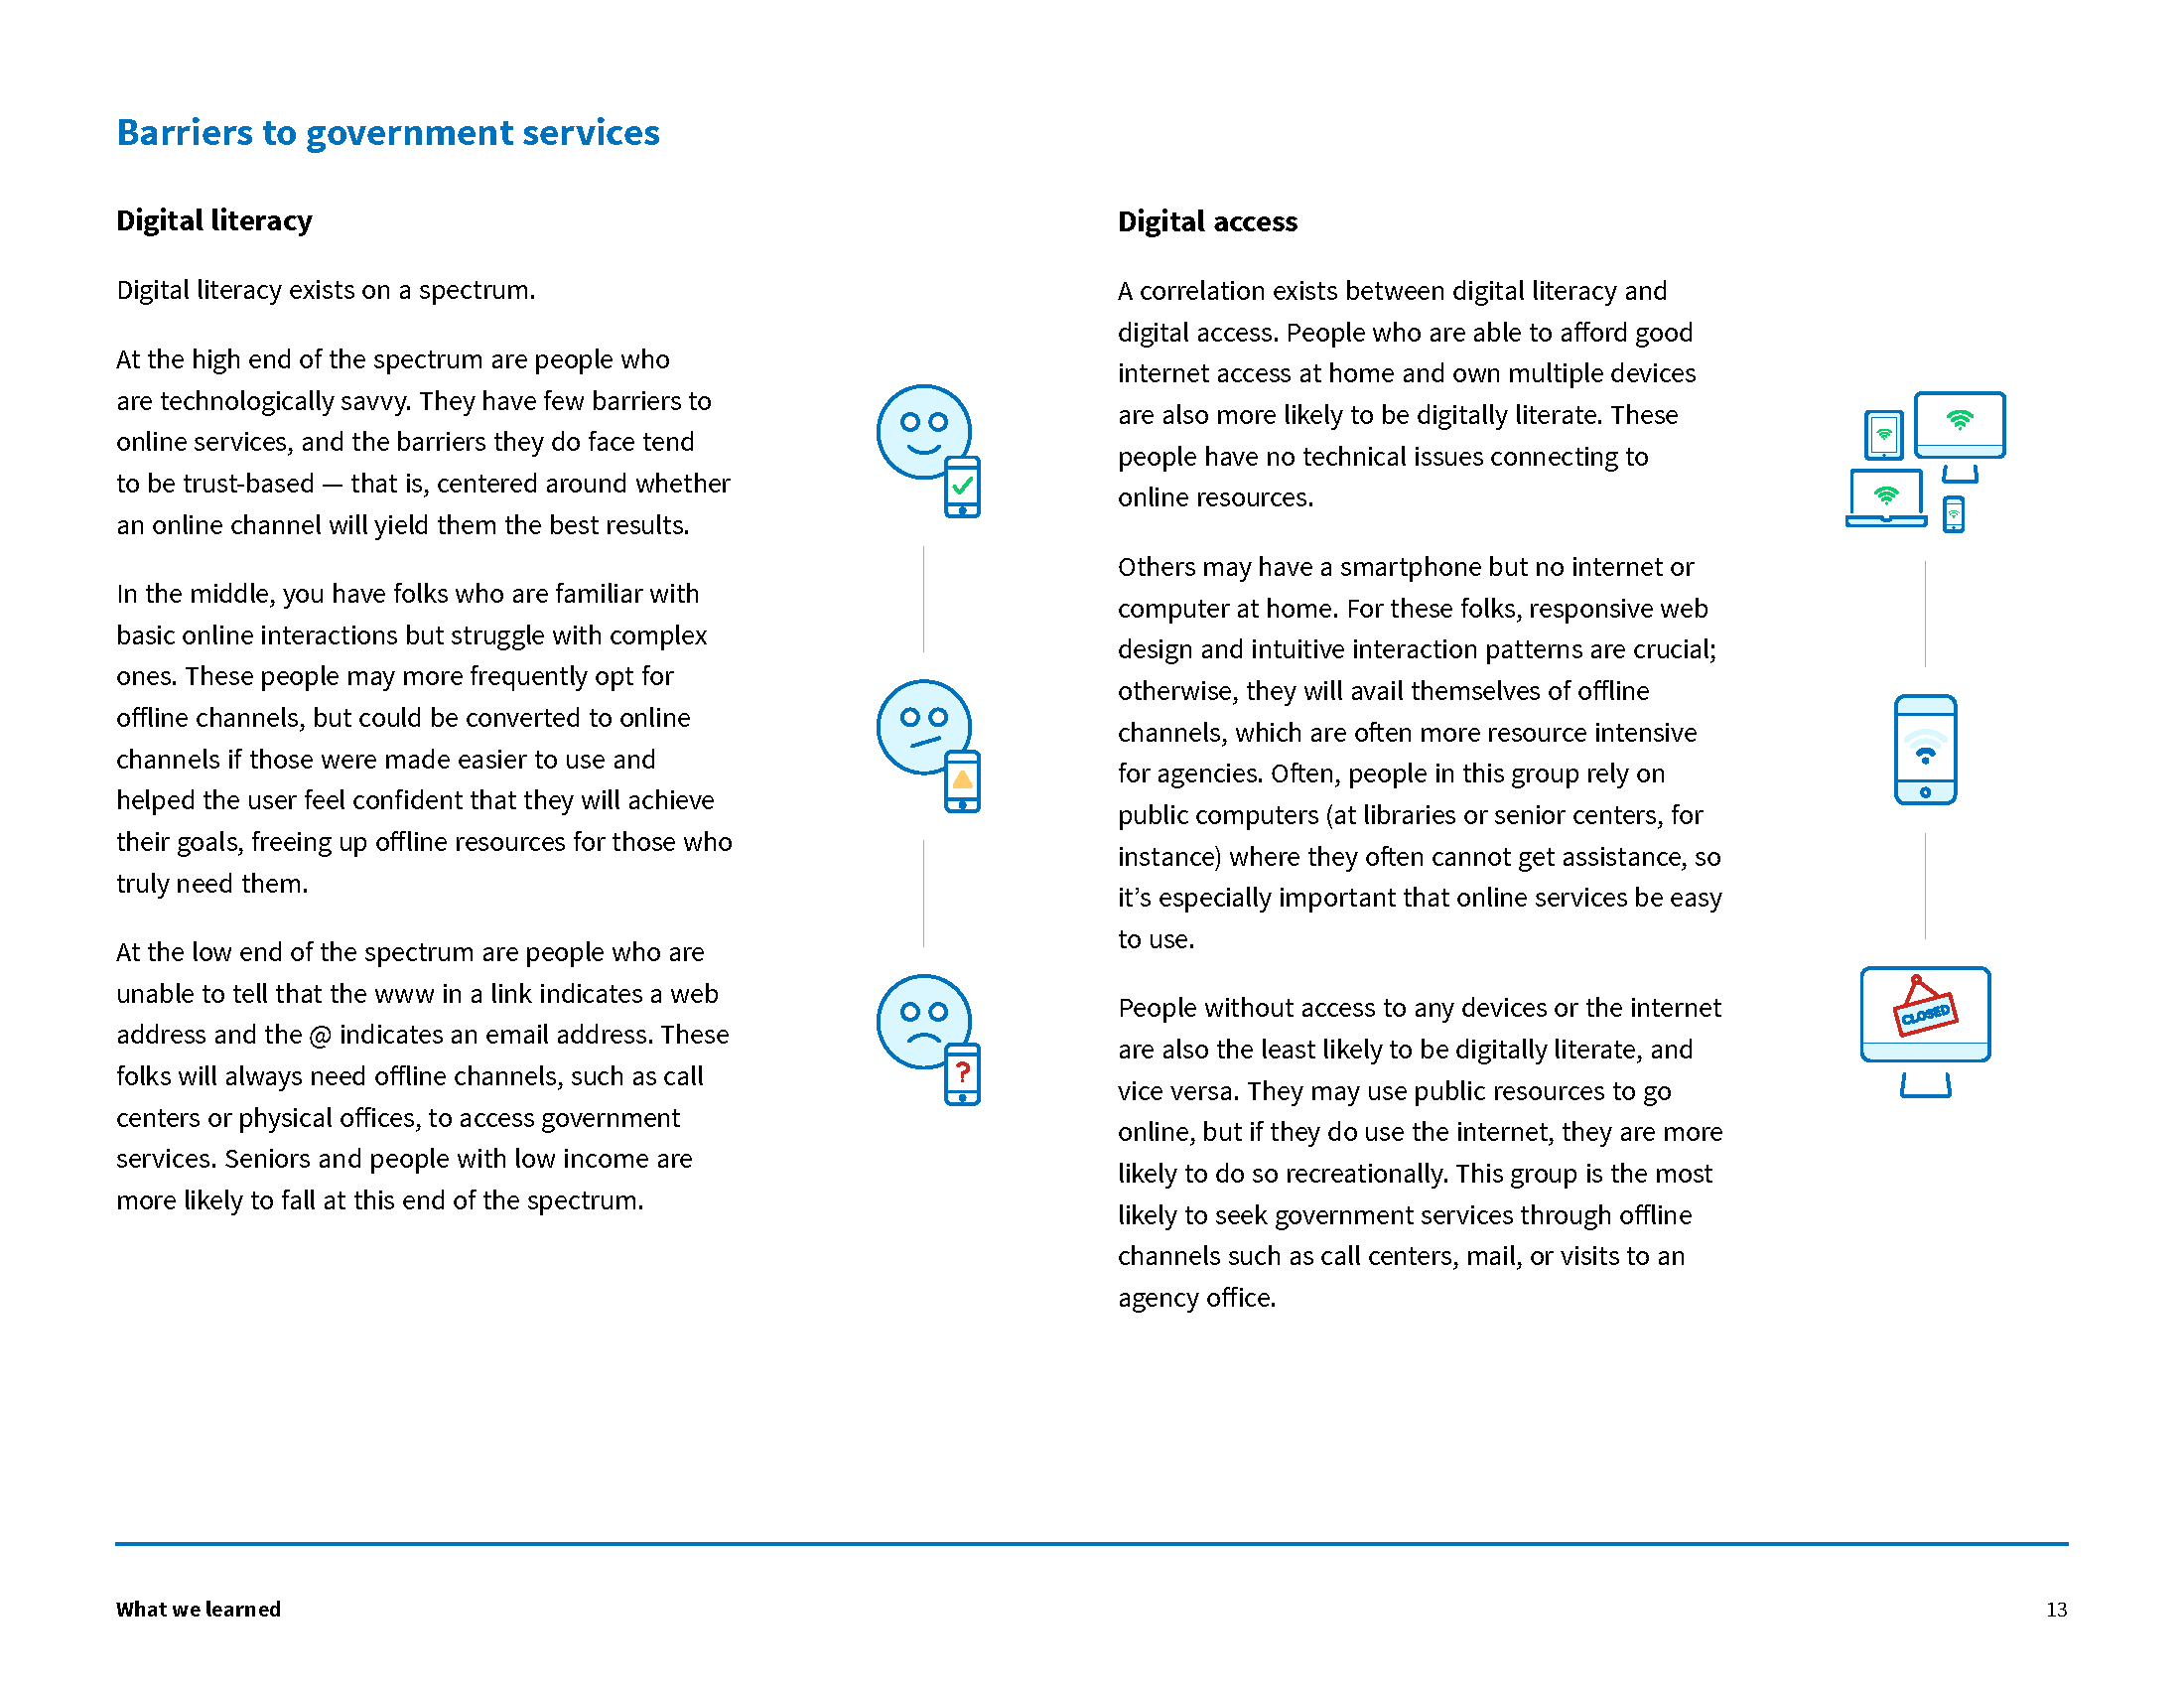 Barriers to government services
Digital literacy
Digital literacy exists on a spectrum.
At the high end of the spectrum are people who
are technologically savvy. They have few barriers to
online services, and the barriers they do face tend
to be trust-based — that is, centered around whether
an online channel will yield them the best results.
In the middle, you have folks who are familiar with
basic online interactions but struggle with complex
ones. These people may more frequently opt for
offline channels, but could be converted to online
channels if those were made easier to use and
helped the user feel confident that they will achieve
their goals, freeing up offline resources for those who
truly need them.
At the low end of the spectrum are people who are
unable to tell that the www in a link indicates a web
address and the @ indicates an email address. These
folks will always need offline channels, such as call
centers or physical offices, to access government
services. Seniors and people with low income are
more likely to fall at this end of the spectrum.
?
Digital access
A correlation exists between digital literacy and
digital access. People who are able to afford good
internet access at home and own multiple devices
are also more likely to be digitally literate. These
people have no technical issues connecting to
online resources.
Others may have a smartphone but no internet or
computer at home. For these folks, responsive web
design and intuitive interaction patterns are crucial;
otherwise, they will avail themselves of offline
channels, which are often more resource intensive
for agencies. Often, people in this group rely on
public computers (at libraries or senior centers, for
instance) where they often cannot get assistance, so
it’s especially important that online services be easy
to use.
People without access to any devices or the internet
are also the least likely to be digitally literate, and
vice versa. They may use public resources to go
online, but if they do use the internet, they are more
likely to do so recreationally. This group is the most
likely to seek government services through offline
channels such as call centers, mail, or visits to an
agency office.
CLOSED
What we learned
13